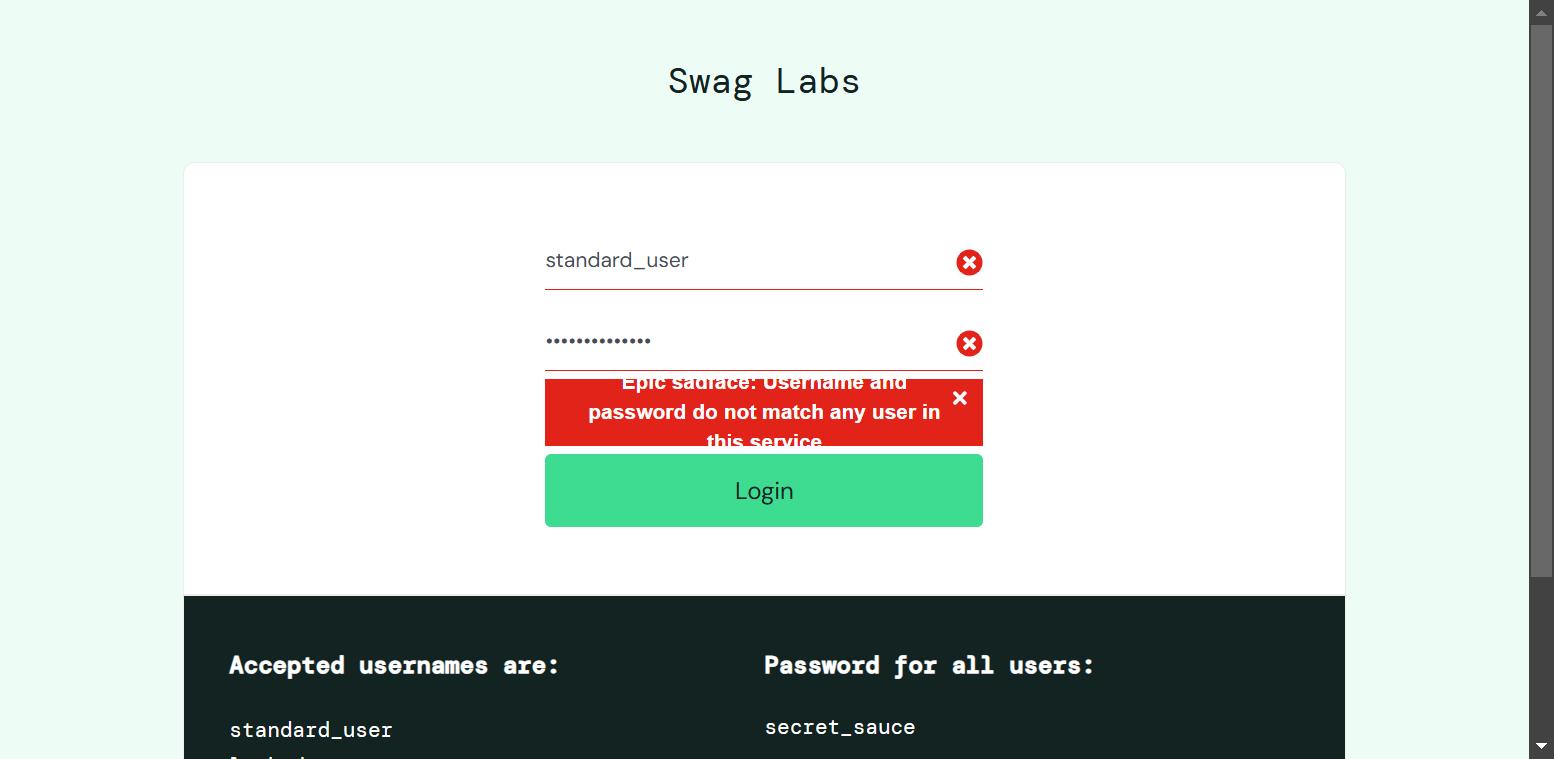 Swag Labs
standard_user
••••••••••••••
Epic sadface: Username and
password do not match any user in
this service
Login
Accepted usernames are:
Password for all users:
standard_user
secret_sauce